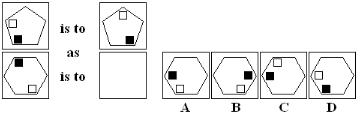 is to
as
is to
A B C D